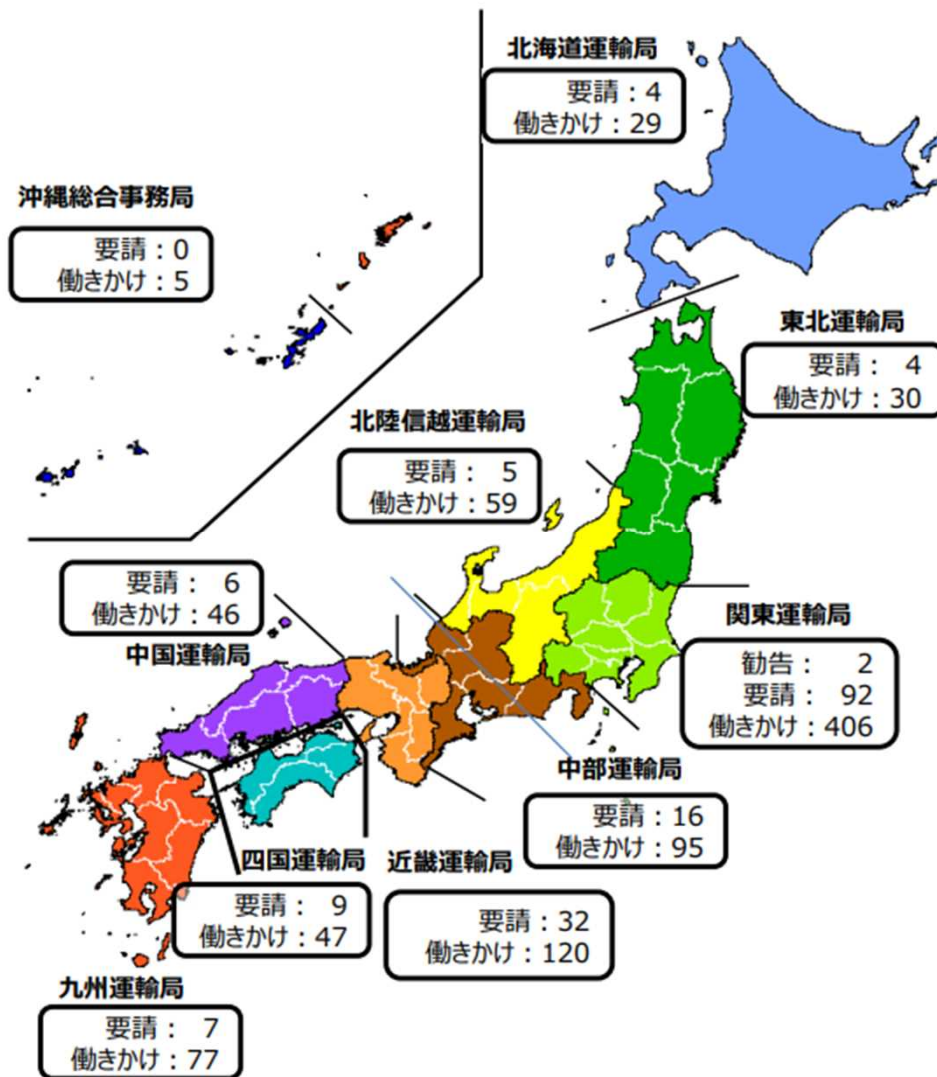 北海道運輸局
要請：4
働きかけ：29
沖縄総合事務局
要請：0
働きかけ：5
東北運輸局
要請： 4
働きかけ：30
北陸信越運輸局
要請： 5
働きかけ：59
要請： 6
働きかけ：46
中国運輸局
関東運輸局
勧告： 2
要請： 92
働きかけ：406
中部運輸局
要請：16
働きかけ：95
四国運輸局
要請： 9
働きかけ：47
近畿運輸局
要請： 32
働きかけ：120
九州運輸局
要請： 7
働きかけ：77